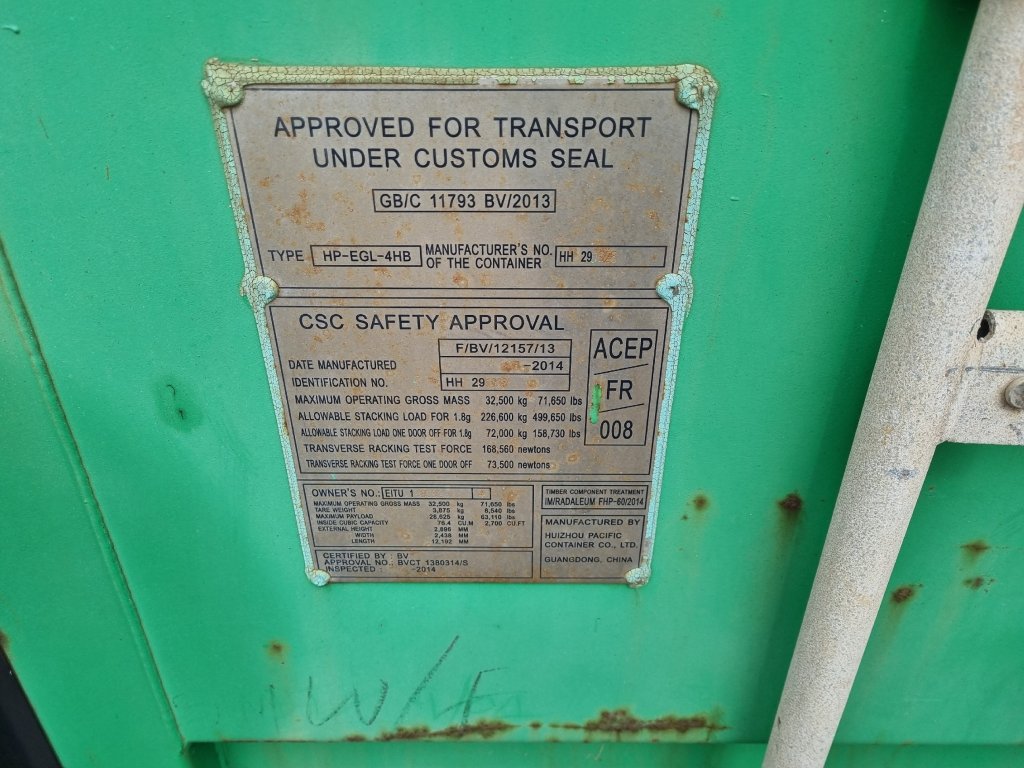 APPROVED FOR TRANSPORT
UNDER CUSTOMS SEAL
GB/C 11793 BV/2013
TYPE HP-EGL-4HB MANUFACTURER'S NO. OF THE CONTAINER HH 29
CSC SAFETY APPROVAL
F/BV/12157/13
DATE MANUFACTURED -2014
IDENTIFICATION NO. HH 29
MAXIMUM OPERATING GROSS MASS 32,500 kg 71,650 lbs
ALLOWABLE STACKING LOAD FOR 1.8g 226,600 kg 499,650 lbs
ALLOWABLE STACKING LOAD ONE DOOR OFF FOR 1.8g 72,000 kg 158,730 lbs
TRANSVERSE RACKING TEST FORCE 168,560 newtons
TRANSVERSE RACKING TEST FORCE ONE DOOR OFF 73,500 newtons
ACEP
FR
008
OWNER'S NO.: EITU 1
MAXIMUM OPERATING GROSS MASS 32,500 kg 71,650 lbs
TARE WEIGHT 3,875 kg 8,540 lbs
MAXIMUM PAYLOAD 28,625 kg 63,110 lbs
INSIDE CUBIC CAPACITY 76.4 CU.M 2,700 CU.FT
EXTERNAL HEIGHT 2,896 MM
WIDTH 2,438 MM
LENGTH 12,192 MM
CERTIFIED BY : BV
APPROVAL NO.: BVCT 1380314/S
INSPECTED : -2014
TIMBER COMPONENT TREATMENT
IM/RADALEUM FHP-60/2014
MANUFACTURED BY
HUIZHOU PACIFIC
CONTAINER CO., LTD.
GUANGDONG, CHINA
W/F